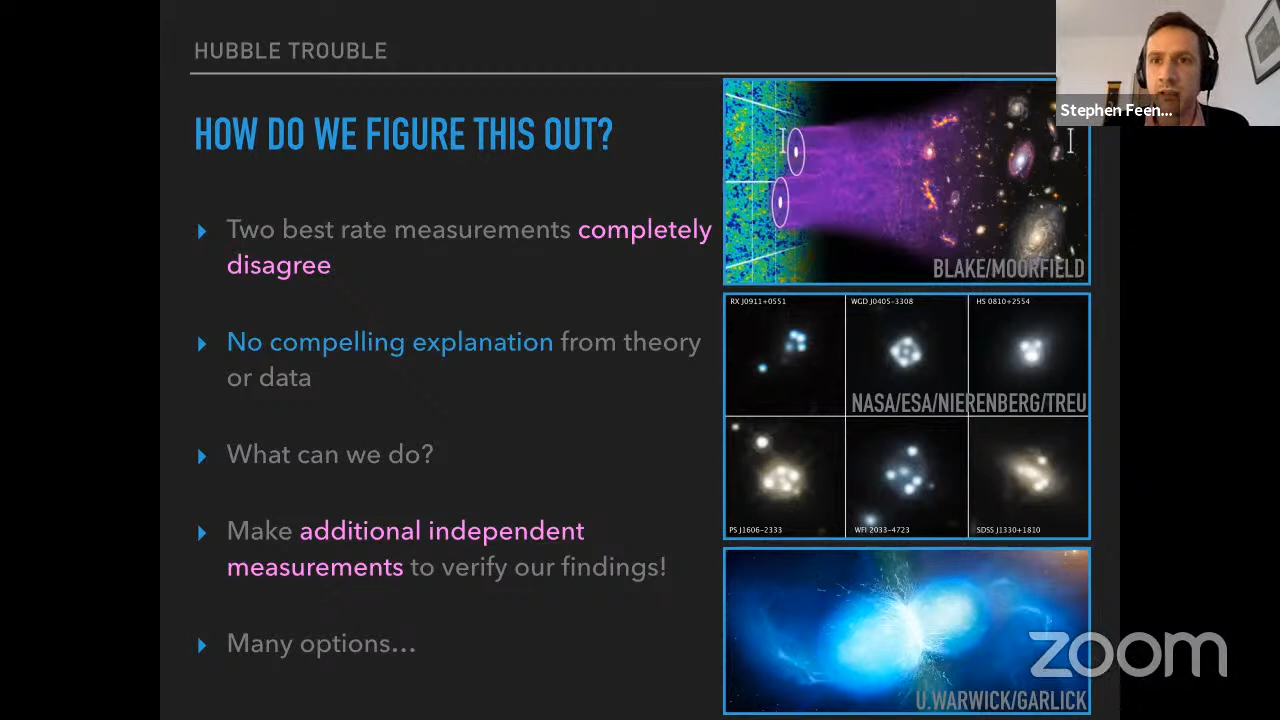 HUBBLE TROUBLE
Stephen Feen...
HOW DO WE FIGURE THIS OUT?
Two best rate measurements completely
disagree
No compelling explanation from theory
or data
What can we do?
Make additional independent
measurements to verify our findings!
Many options...
BLAKE/MOORFIELD
RX J0911+0551
WGD J0405-3308
HS 0810+2554
NASA/ESA/NIERENBERG/TREU
PS J1606-2333
WFI 2033-4723
SDSS J1330+1810
U.WARWICK/GARLICK
zoom